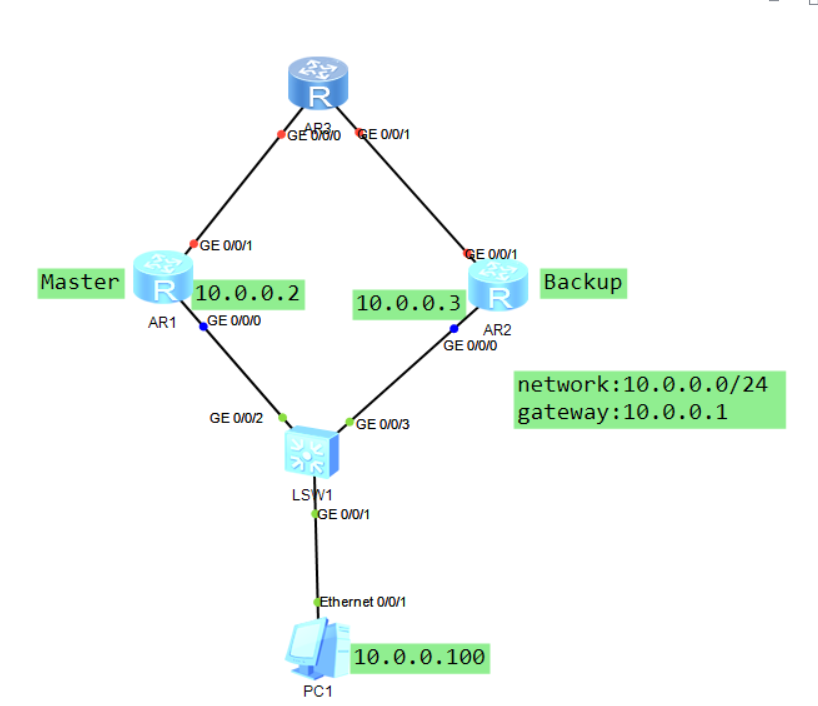 R
AR3
GE 0/0/0
GE 0/0/1
GE 0/0/1
GE 0/0/1
Master
R
10.0.0.2
10.0.0.3
R
Backup
AR1
GE 0/0/0
AR2
GE 0/0/0
network:10.0.0.0/24
gateway:10.0.0.1
GE 0/0/2
GE 0/0/3
LSW1
GE 0/0/1
Ethernet 0/0/1
10.0.0.100
PC1